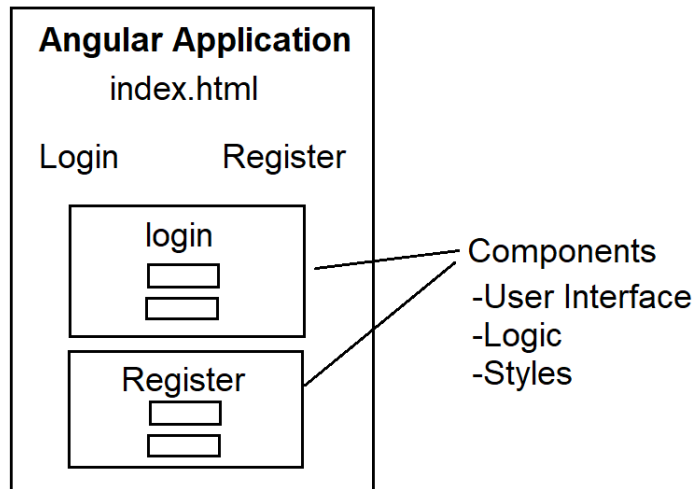 Angular Application
index.html
Login Register
login
Register
Components
-User Interface
-Logic
-Styles